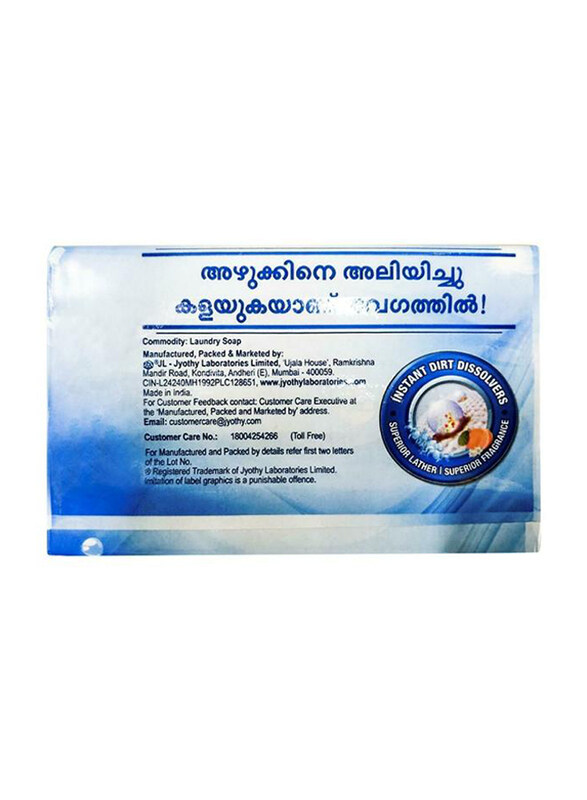 അഴുക്കിനെ അലിയിച്ചു
കളയുകയാണ് വേഗത്തിൽ!
Commodity: Laundry Soap
Manufactured, Packed & Marketed by:
- Jyothy Laboratories Limited, 'Ujala House', Ramkrishna
Mandir Road, Kondivita, Andheri (E), Mumbai - 400059.
CIN-L24240MH1992PLC128651, www.jyothylaboratories.com
Made in India.
For Customer Feedback contact: Customer Care Executive at
the 'Manufactured, Packed and Marketed by' address.
Email: customercare@jyothy.com
Customer Care No.: 18004254266 (Toll Free)
For Manufactured and Packed by details refer first two letters
of the Lot No.
® Registered Trademark of Jyothy Laboratories Limited.
Imitation of label graphics is a punishable offence.
INSTANT DIRT DISSOLVERS
SUPERIOR LATHER | SUPERIOR FRAGRANCE